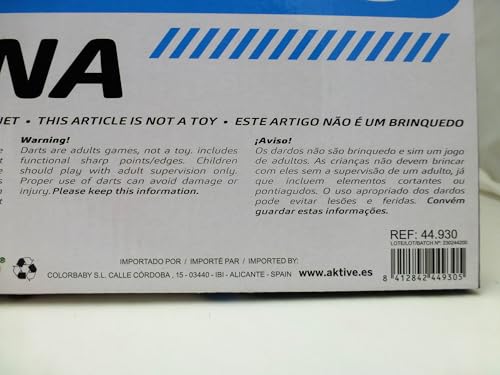 NA
JET • THIS ARTICLE IS NOT A TOY • ESTE ARTIGO NÃO É UM BRINQUEDO
Warning!
Darts are adults games, not a toy. includes
functional sharp points/edges. Children
should play with adult supervision only.
Proper use of darts can avoid damage or
injury. Please keep this information.
¡Aviso!
Os dardos não são brinquedo e sim um jogo
de adultos. As crianças não devem brincar
com eles sem a supervisão de um adulto, já
que incluem elementos cortantes ou
pontiagudos. O uso apropriado dos dardos
pode evitar lesões e feridas. Convém
guardar estas informações.
REF: 44.930
LOTE/LOT/BATCH Nº: 230244200
IMPORTADO POR / IMPORTÉ PAR / IMPORTED BY:
COLORBABY S.L. CALLE CÓRDOBA , 15 - 03440 - IBI - ALICANTE - SPAIN
www.aktive.es
8 412842 449305